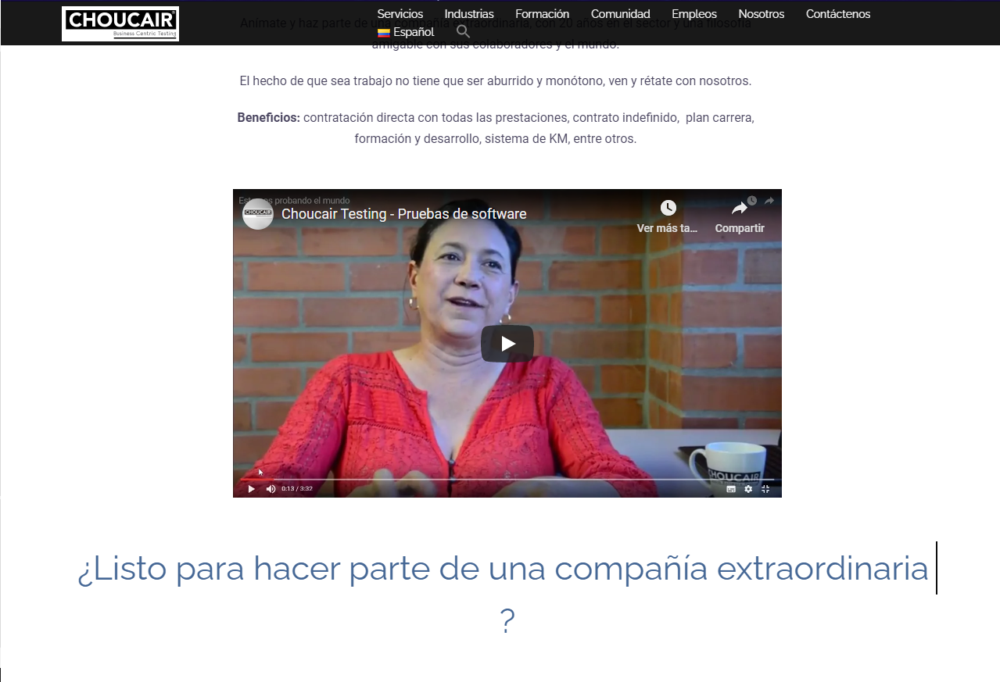 CHOUCAIR®
Business Centric Testing
Servicios Industrias Formación Comunidad Empleos Nosotros Contáctenos
Español
Anímate y haz parte de una compañía extraordinaria, con 20 años en el sector y una filosofía
amigable con sus colaboradores y el mundo.
El hecho de que sea trabajo no tiene que ser aburrido y monótono, ven y rétate con nosotros.
Beneficios: contratación directa con todas las prestaciones, contrato indefinido, plan carrera,
formación y desarrollo, sistema de KM, entre otros.
probando el mundo
CHOUCAIR
Choucair Testing - Pruebas de software
Ver más ta...
Compartir
CHOUCAIR
0:13 / 3:32
¿Listo para hacer parte de una compañía extraordinaria
?